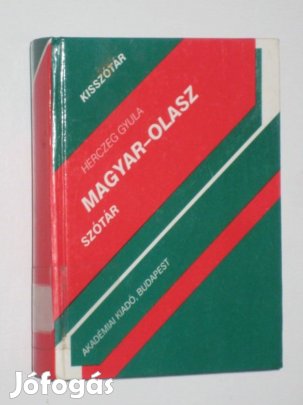 KISSZÓTÁR
HERCZEG GYULA
MAGYAR–OLASZ
SZÓTÁR
AKADÉMIAI KIADÓ, BUDAPEST
Jófogás